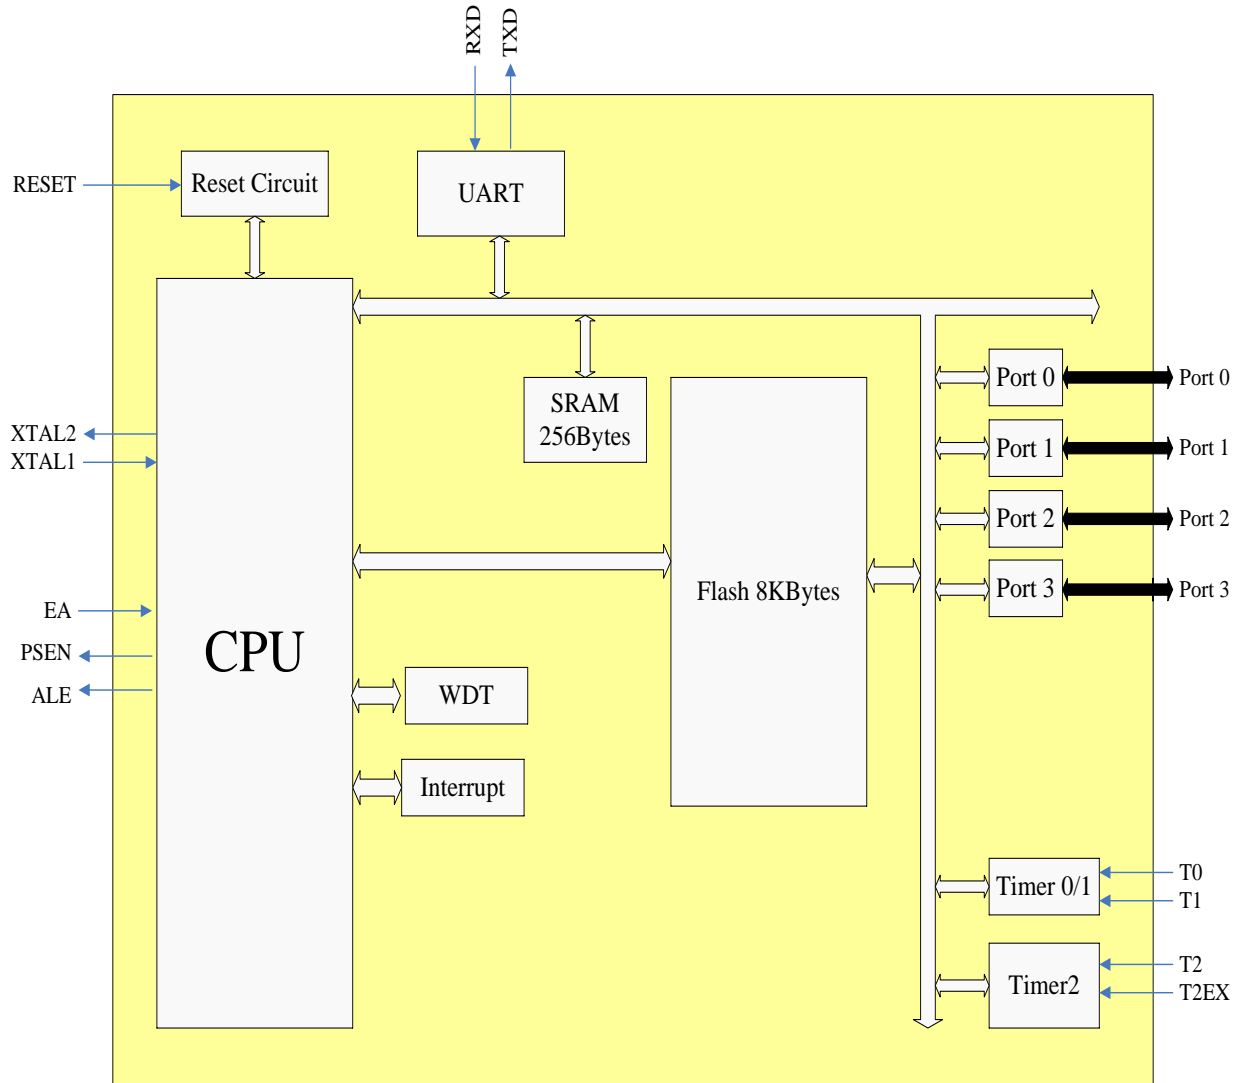 RXD
TXD
RESET
Reset Circuit
UART
SRAM
256Bytes
Port 0
Port 0
XTAL2
XTAL1
Port 1
Port 1
Port 2
Port 2
Flash 8KBytes
Port 3
Port 3
EA
PSEN
ALE
CPU
WDT
Interrupt
Timer 0/1
T0
T1
Timer2
T2
T2EX